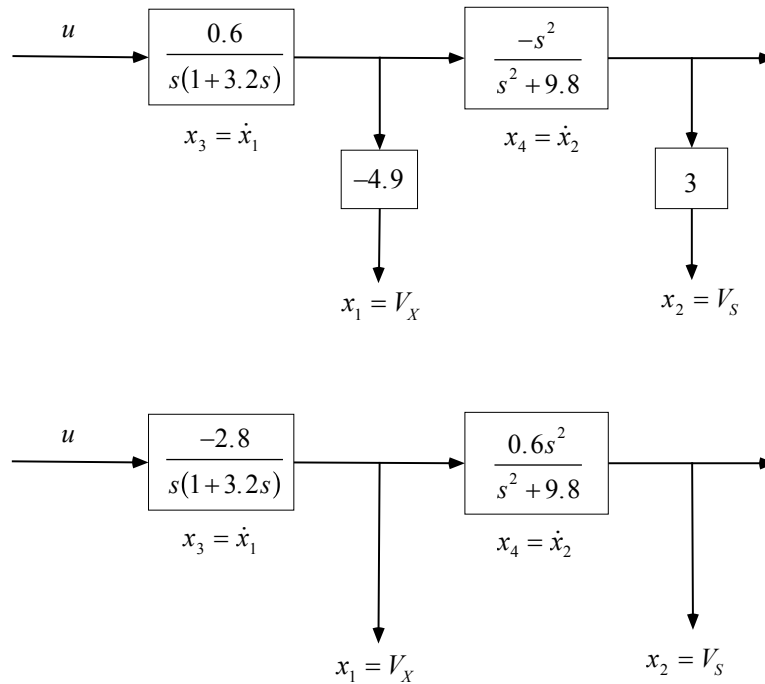 u
0.6
s(1+3.2s)
−s²
s² +9.8
x₃ = ẋ₁
x₄ = ẋ₂
−4.9
3
x₁ = V_X
x₂ = V_S
u
−2.8
s(1+3.2s)
0.6s²
s² +9.8
x₃ = ẋ₁
x₄ = ẋ₂
x₁ = V_X
x₂ = V_S